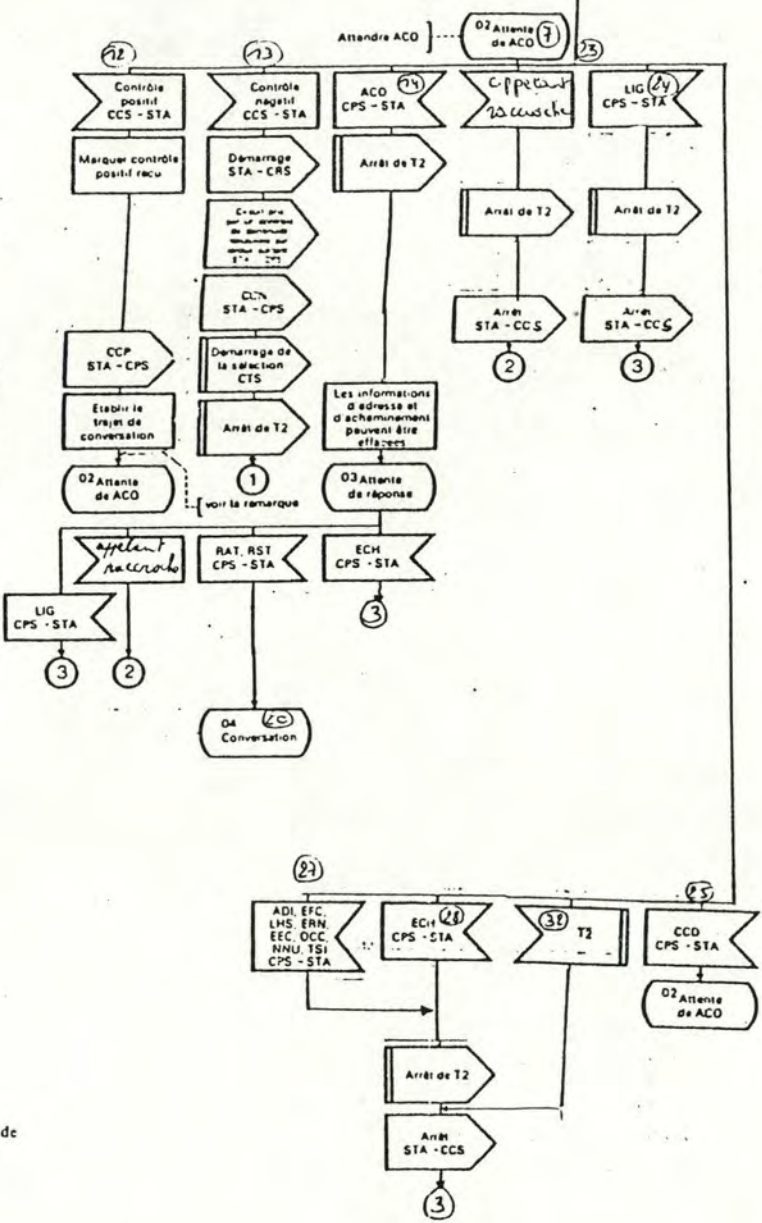 Attendre ACO
02 Attente
de ACO
7
12
13
23
Contrôle
positif
CCS - STA
Contrôle
négatif
CCS - STA
ACO
14
CPS - STA
appelant
raccroche
LIG
24
CPS - STA
Marquer contrôle
positif recu
Démarrage
STA - CRS
Arrêt de T2
STA - CPS
Arrêt de T2
Arrêt de T2
STA - CPS
Arrêt
STA - CCS
Arrêt
STA - CCS
CCP
STA - CPS
Démarrage de
la sélection
CTS
2
3
Etablir le
trajet de
conversation
Arrêt de T2
Les informations
d'adresse et
d'acheminement
peuvent être
effacées
02 Attente
de ACO
1
voir la remarque
03 Attente
de réponse
appelant
raccroche
RAT, RST
CPS - STA
ECH
CPS - STA
LIG
CPS - STA
3
3
2
04
20
Conversation
27
25
ADI, EFC,
LHS, ERN,
EEC, OCC,
NNU, TSI
CPS - STA
ECH
28
CPS - STA
32
T2
CCD
CPS - STA
02 Attente
de ACO
Arrêt de T2
de
Arrêt
STA - CCS
3